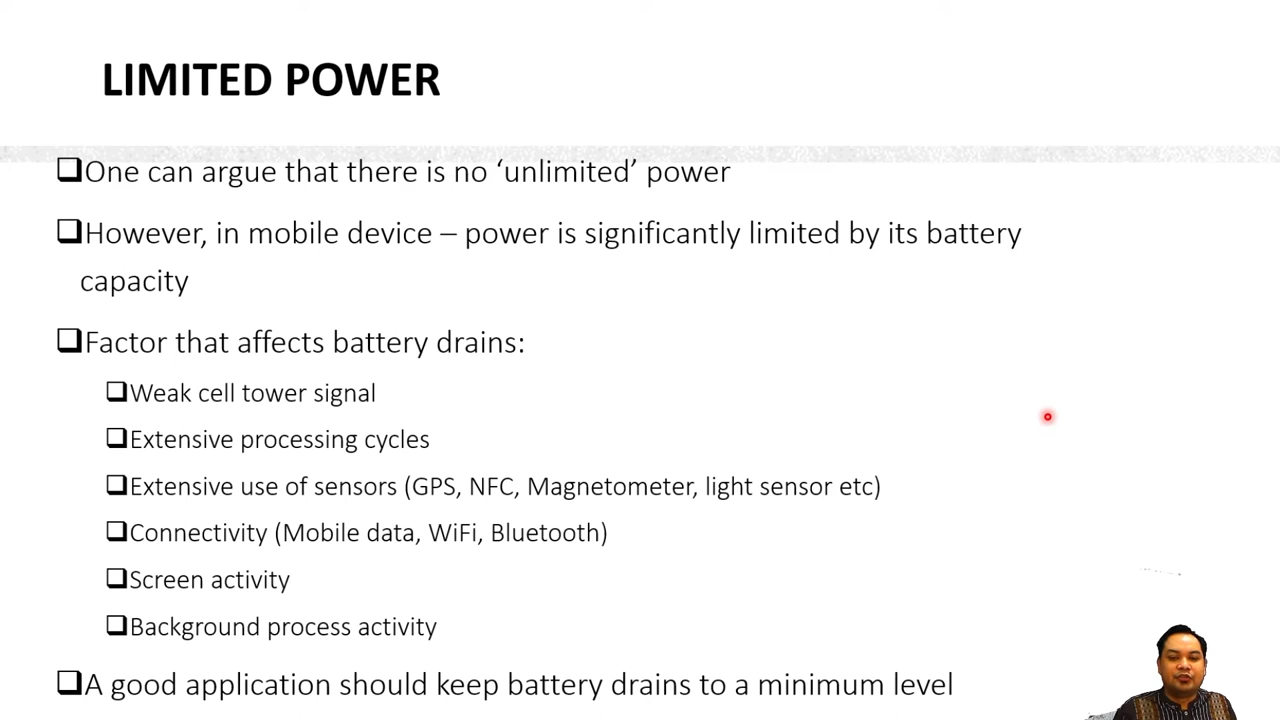 LIMITED POWER
One can argue that there is no ‘unlimited’ power
However, in mobile device – power is significantly limited by its battery
capacity
Factor that affects battery drains:
Weak cell tower signal
Extensive processing cycles
Extensive use of sensors (GPS, NFC, Magnetometer, light sensor etc)
Connectivity (Mobile data, WiFi, Bluetooth)
Screen activity
Background process activity
A good application should keep battery drains to a minimum level